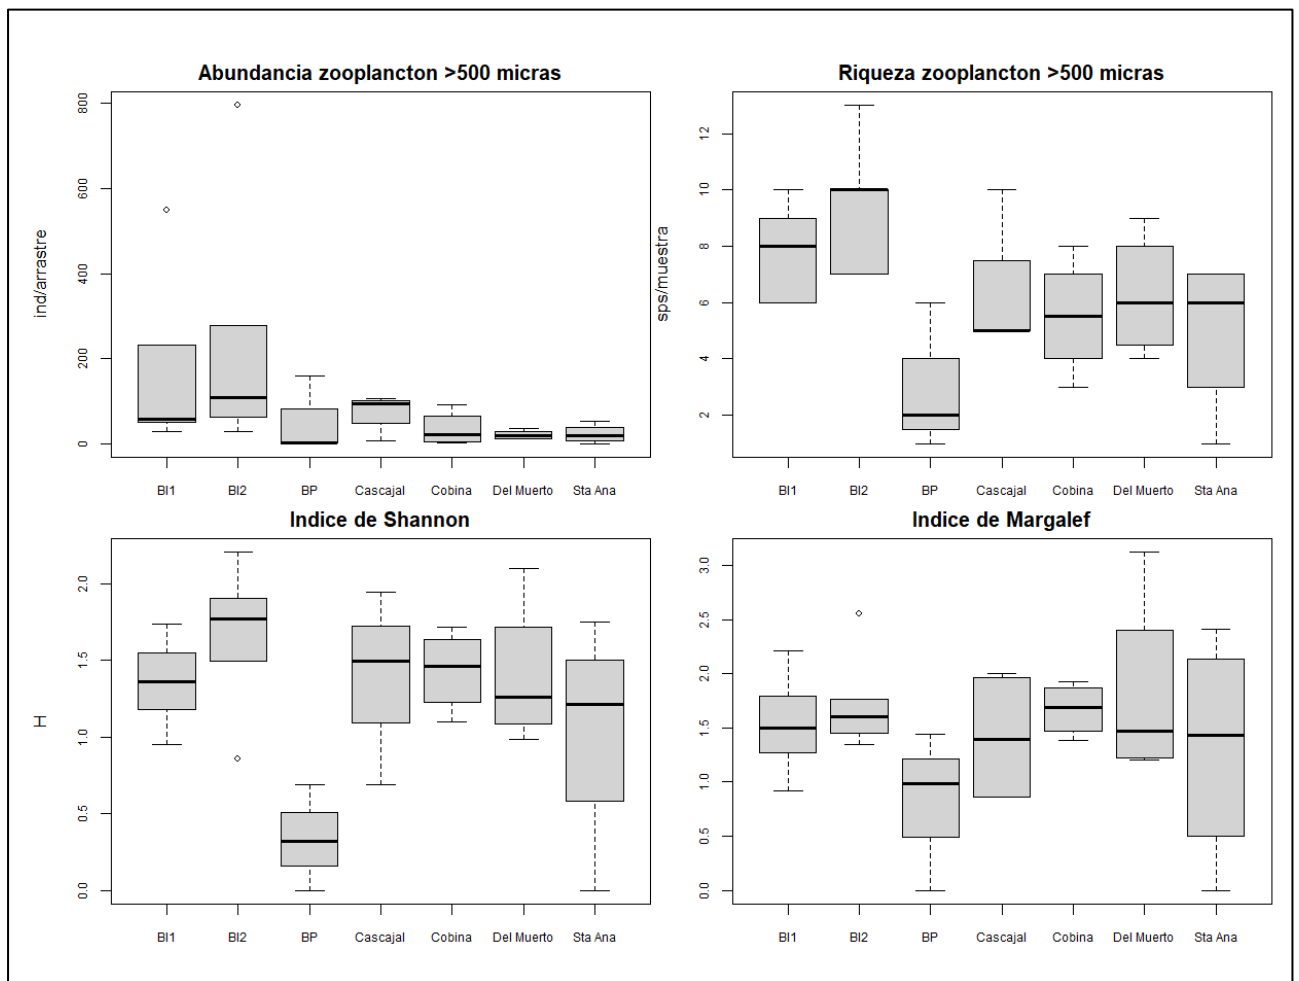 Abundancia zooplancton >500 micras
ind/arrastre
0 200 400 600 800
BI1 BI2 BP Cascajal Cobina Del Muerto Sta Ana
Riqueza zooplancton >500 micras
sps/muestra
2 4 6 8 10 12
BI1 BI2 BP Cascajal Cobina Del Muerto Sta Ana
Indice de Shannon
H
0.0 0.5 1.0 1.5 2.0
BI1 BI2 BP Cascajal Cobina Del Muerto Sta Ana
Indice de Margalef
0.0 0.5 1.0 1.5 2.0 2.5 3.0
BI1 BI2 BP Cascajal Cobina Del Muerto Sta Ana